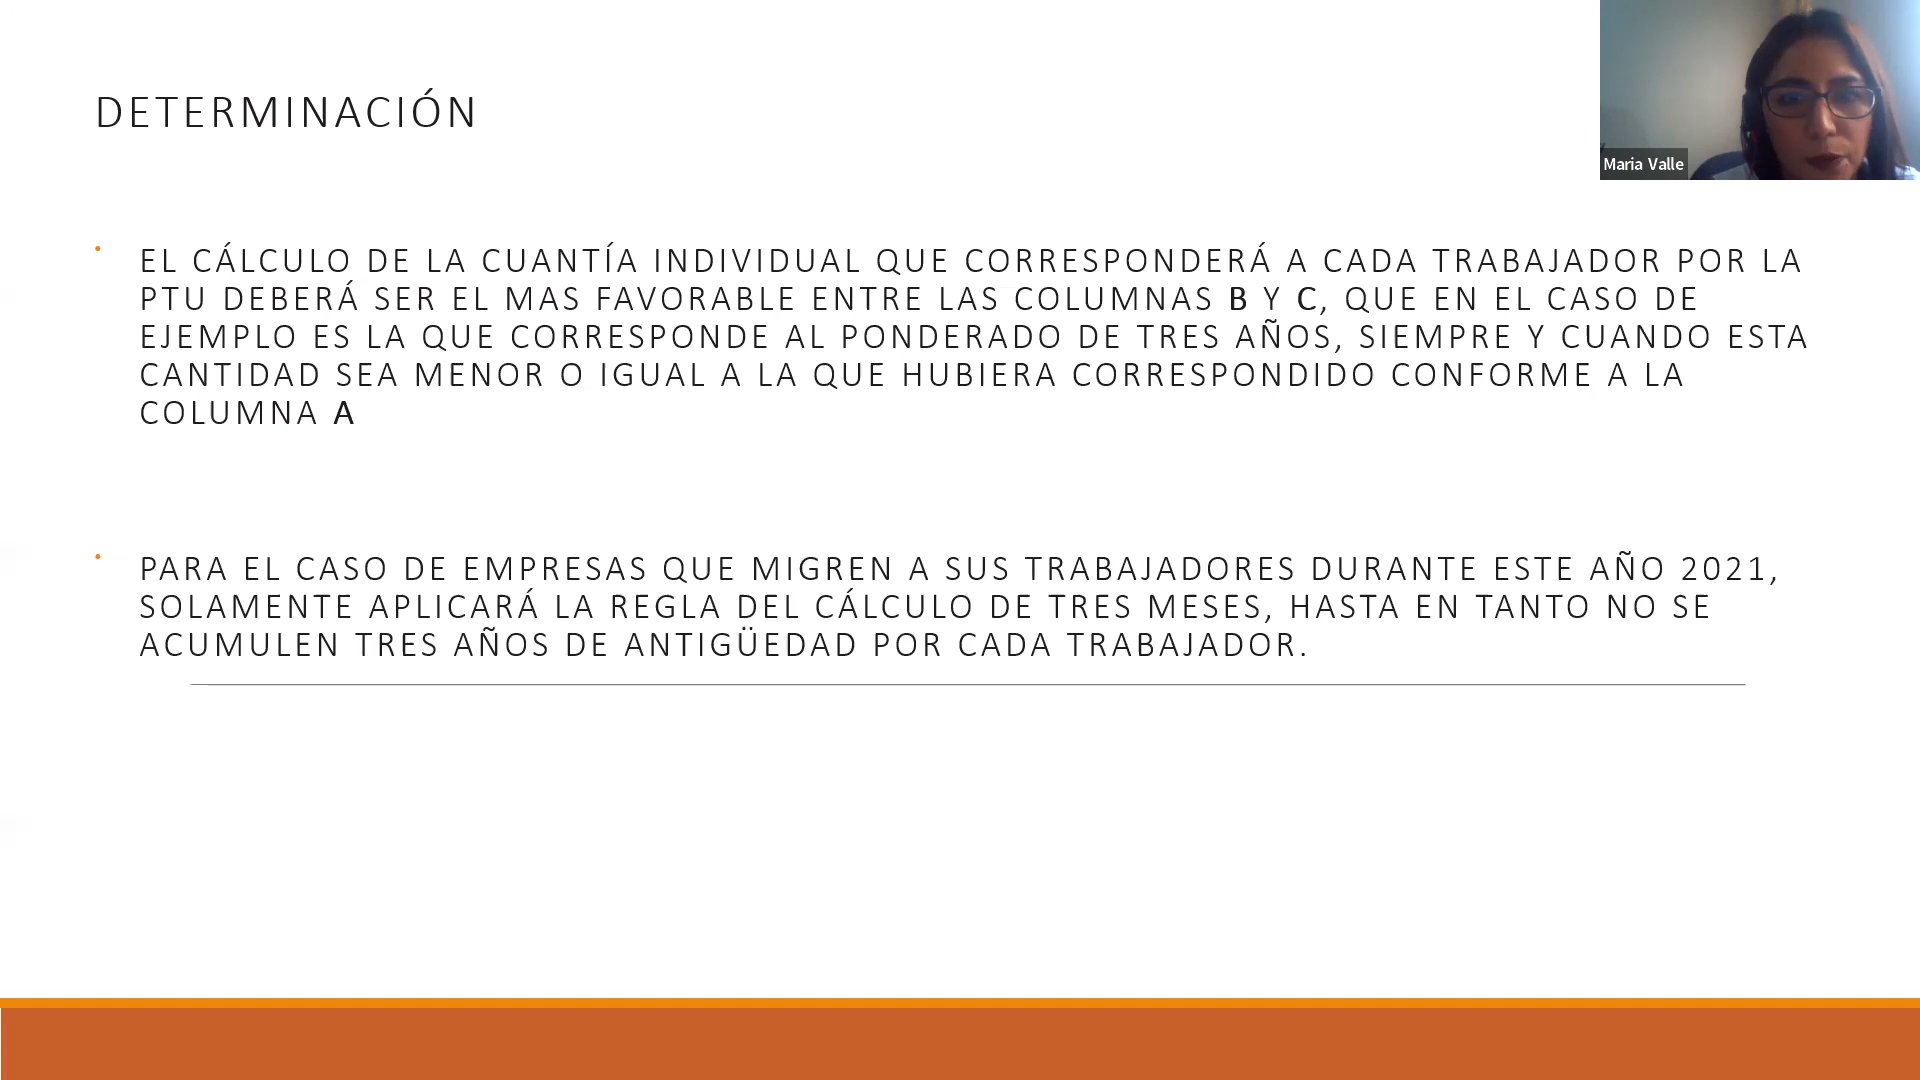 DETERMINACIÓN
Maria Valle
• EL CÁLCULO DE LA CUANTÍA INDIVIDUAL QUE CORRESPONDERÁ A CADA TRABAJADOR POR LA
PTU DEBERÁ SER EL MAS FAVORABLE ENTRE LAS COLUMNAS B Y C, QUE EN EL CASO DE
EJEMPLO ES LA QUE CORRESPONDE AL PONDERADO DE TRES AÑOS, SIEMPRE Y CUANDO ESTA
CANTIDAD SEA MENOR O IGUAL A LA QUE HUBIERA CORRESPONDIDO CONFORME A LA
COLUMNA A
• PARA EL CASO DE EMPRESAS QUE MIGREN A SUS TRABAJADORES DURANTE ESTE AÑO 2021,
SOLAMENTE APLICARÁ LA REGLA DEL CÁLCULO DE TRES MESES, HASTA EN TANTO NO SE
ACUMULEN TRES AÑOS DE ANTIGÜEDAD POR CADA TRABAJADOR.